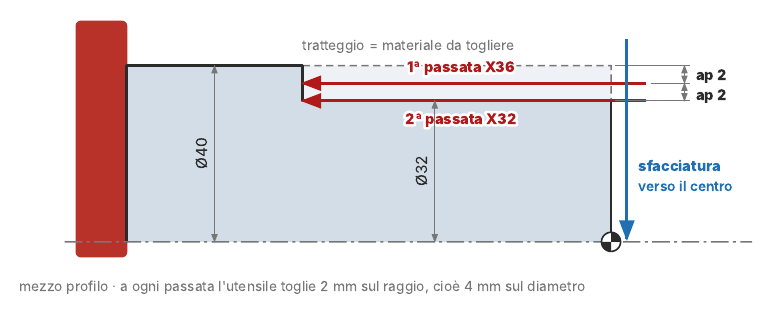 tratteggio = materiale da togliere
1ª passata X36
ap 2
ap 2
2ª passata X32
Ø40
Ø32
sfacciatura
verso il centro
mezzo profilo · a ogni passata l'utensile toglie 2 mm sul raggio, cioè 4 mm sul diametro